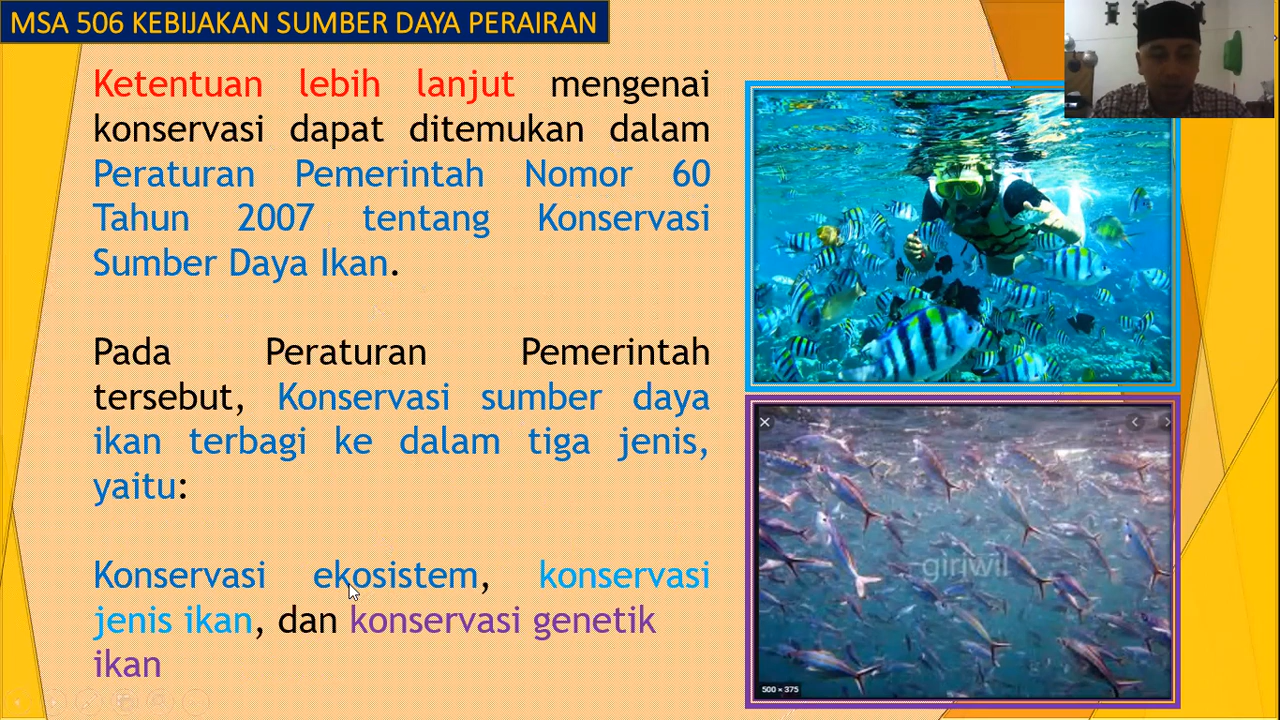 MSA 506 KEBIJAKAN SUMBER DAYA PERAIRAN
Ketentuan lebih lanjut mengenai
konservasi dapat ditemukan dalam
Peraturan Pemerintah Nomor 60
Tahun 2007 tentang Konservasi
Sumber Daya Ikan.
Pada Peraturan Pemerintah
tersebut, Konservasi sumber daya
ikan terbagi ke dalam tiga jenis,
yaitu:
Konservasi ekosistem, konservasi
jenis ikan, dan konservasi genetik
ikan
giriwil
500 × 375